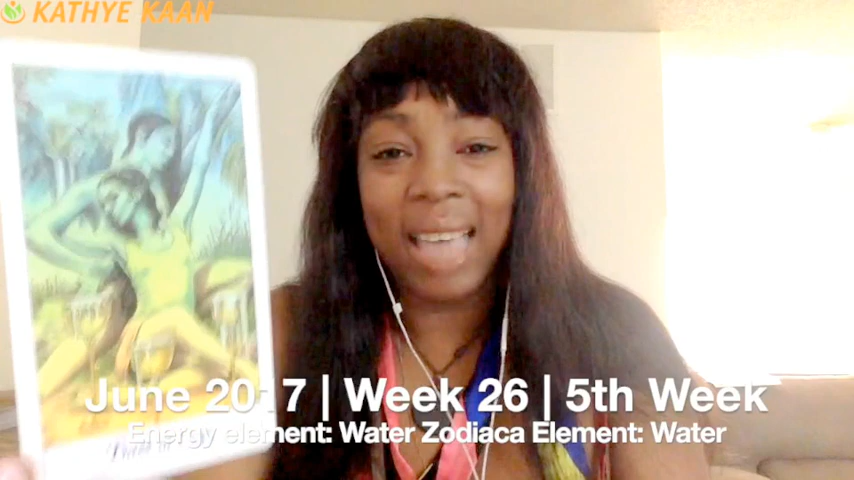 KATHYE KAAN
June 2017 | Week 26 | 5th Week
Energy element: Water Zodiaca Element: Water